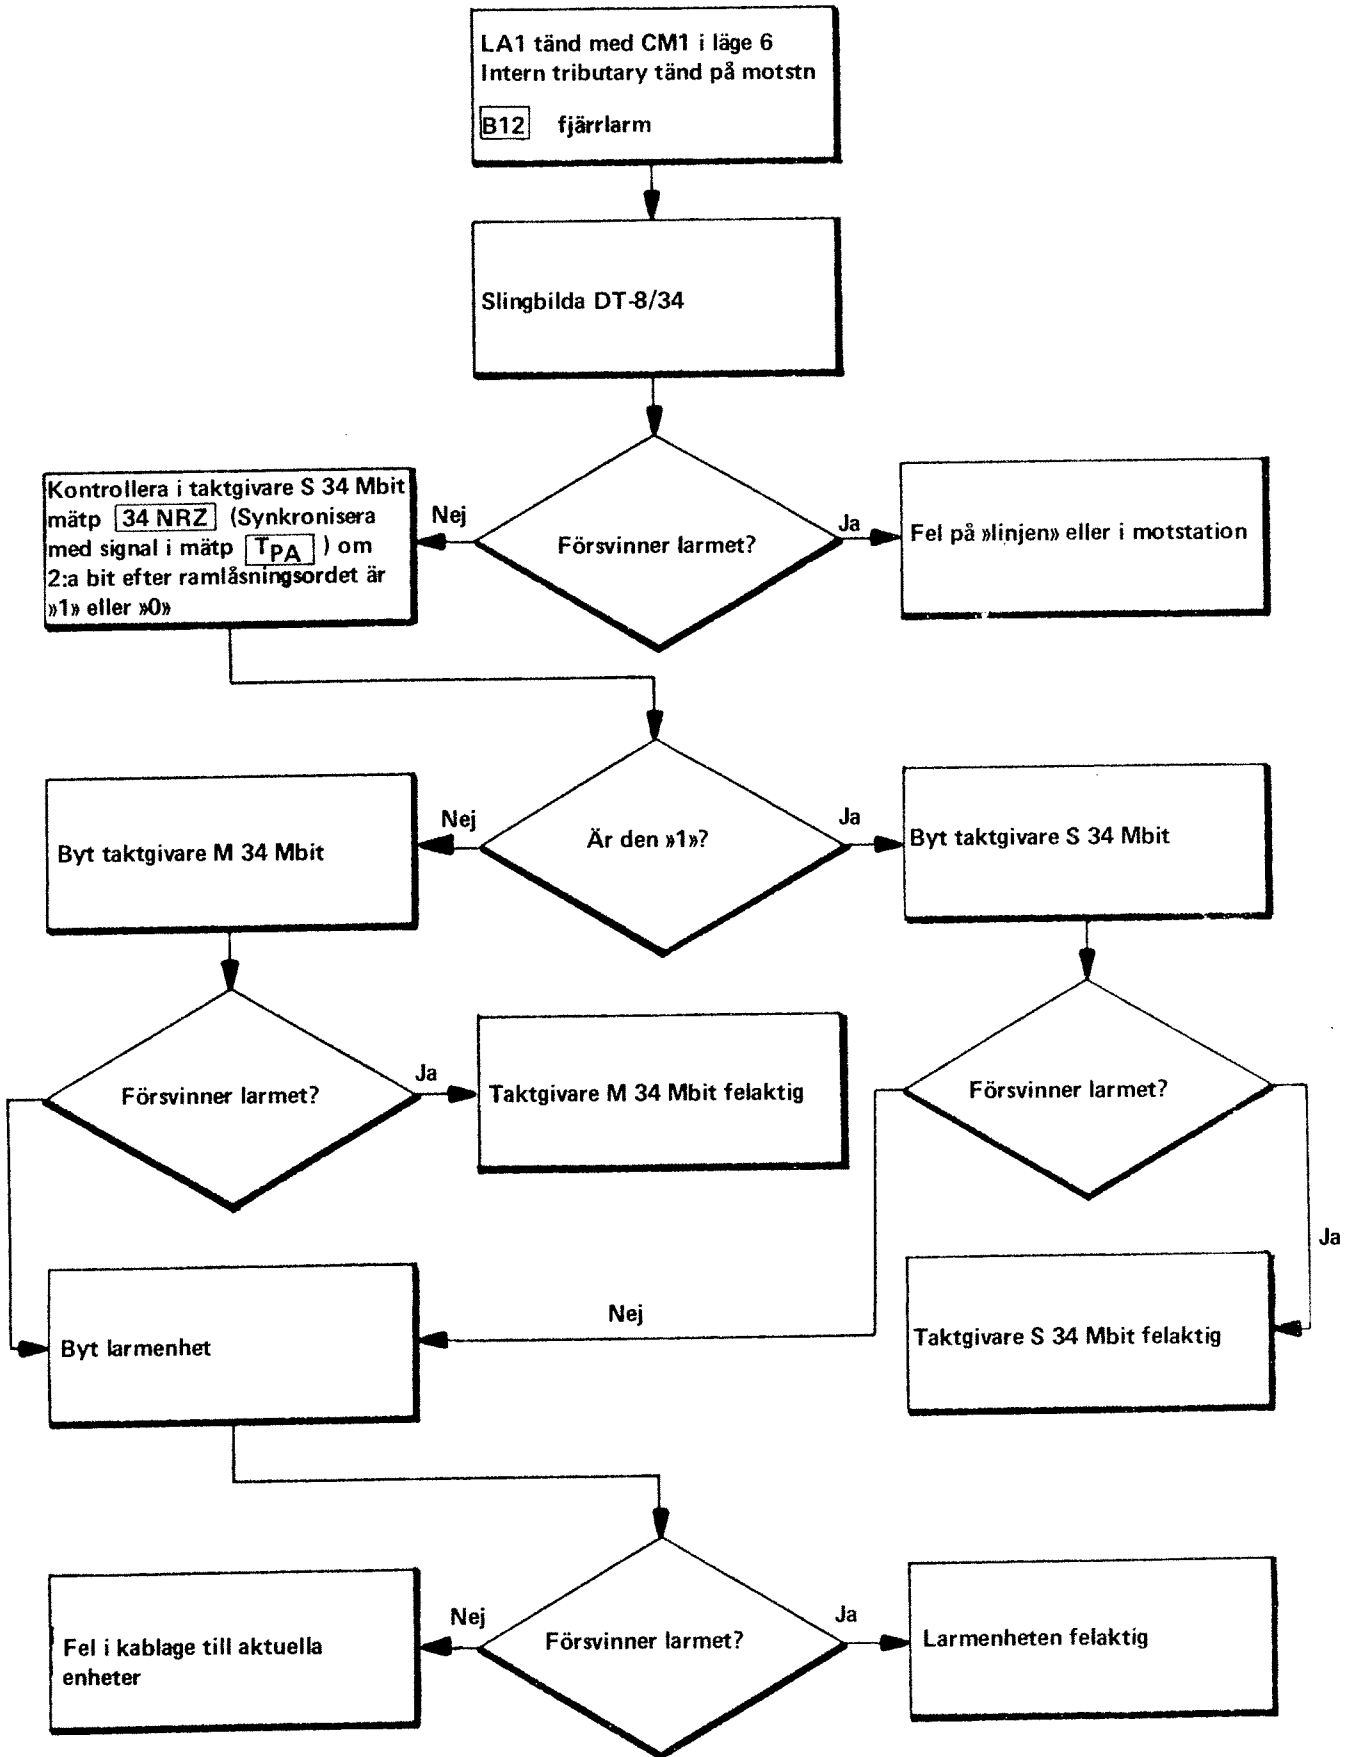 LA1 tänd med CM1 i läge 6
Intern tributary tänd på motstn
B12 fjärrlarm
Slingbilda DT-8/34
Kontrollera i taktgivare S 34 Mbit
mätp 34 NRZ (Synkronisera
med signal i mätp TPA ) om
2:a bit efter ramlåsningsordet är
»1» eller »0»
Nej
Försvinner larmet?
Ja
Fel på »linjen» eller i motstation
Byt taktgivare M 34 Mbit
Nej
Är den »1»?
Ja
Byt taktgivare S 34 Mbit
Försvinner larmet?
Ja
Taktgivare M 34 Mbit felaktig
Försvinner larmet?
Ja
Byt larmenhet
Nej
Taktgivare S 34 Mbit felaktig
Fel i kablage till aktuella
enheter
Nej
Försvinner larmet?
Ja
Larmenheten felaktig